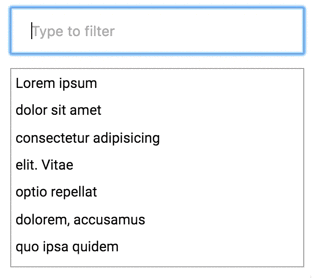 Type to filter
Lorem ipsum
dolor sit amet
consectetur adipisicing
elit. Vitae
optio repellat
dolorem, accusamus
quo ipsa quidem